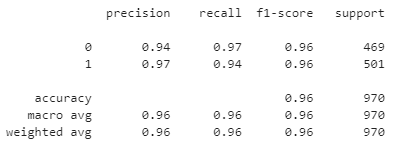 precision recall f1-score support
0 0.94 0.97 0.96 469
1 0.97 0.94 0.96 501
accuracy 0.96 970
macro avg 0.96 0.96 0.96 970
weighted avg 0.96 0.96 0.96 970